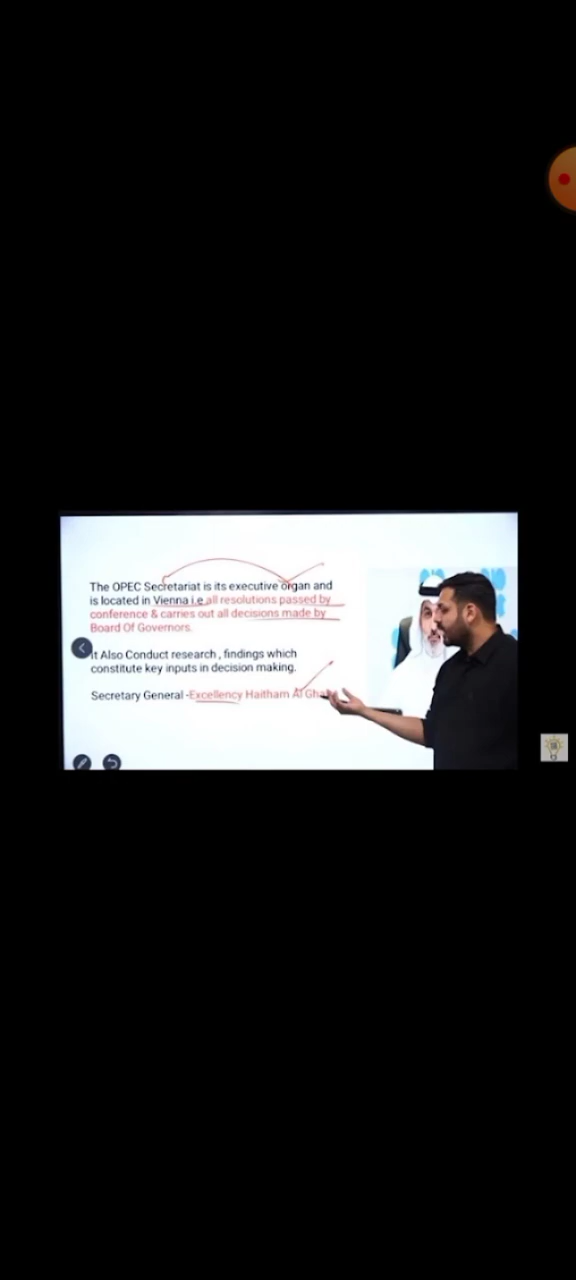 The OPEC Secretariat is its executive organ and
is located in Vienna i.e all resolutions passed by
conference & carries out all decisions made by
Board Of Governors.
It Also Conduct research , findings which
constitute key inputs in decision making.
Secretary General -Excellency Haitham Al